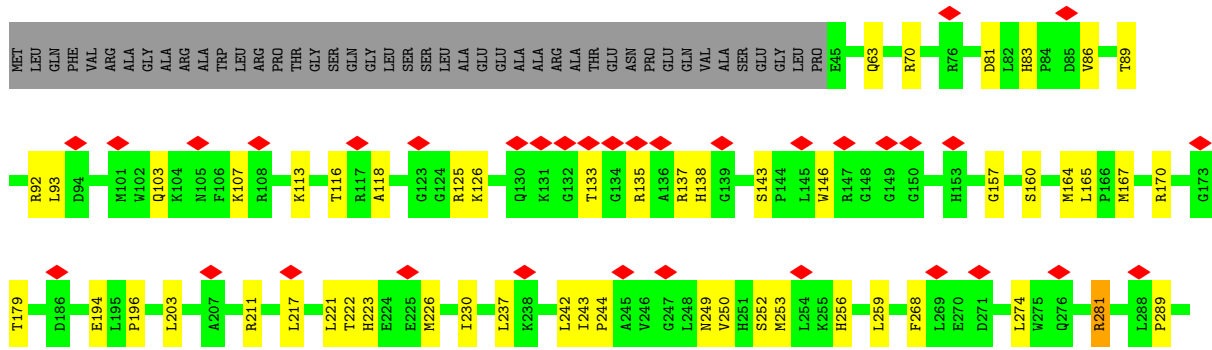 MET LEU GLN PHE VAL ARG ALA GLY ALA ARG ALA TRP LEU ARG PRO THR GLY SER GLN GLY LEU SER SER LEU ALA GLU GLU ALA ALA ARG ALA THR GLU ASN PRO GLU GLN VAL ALA SER GLU GLY LEU PRO E45 Q63 R70 R76 D81 L82 H83 P84 D85 V86 T89
R92 L93 D94 M101 W102 Q103 K104 N105 F106 K107 R108 K113 T116 R117 A118 G123 G124 R125 K126 Q130 K131 G132 T133 G134 R135 A136 R137 H138 G139 S143 P144 L145 W146 R147 G148 G149 G150 H153 G157 S160 M164 L165 P166 M167 R170 G173
T179 D186 E194 L195 P196 L203 A207 R211 L217 L221 T222 H223 E224 E225 M226 I230 L237 K238 L242 I243 P244 A245 V246 G247 L248 N249 V250 H251 S252 M253 L254 K255 H256 L259 F268 L269 E270 D271 L274 W275 Q276 R281 L288 P289